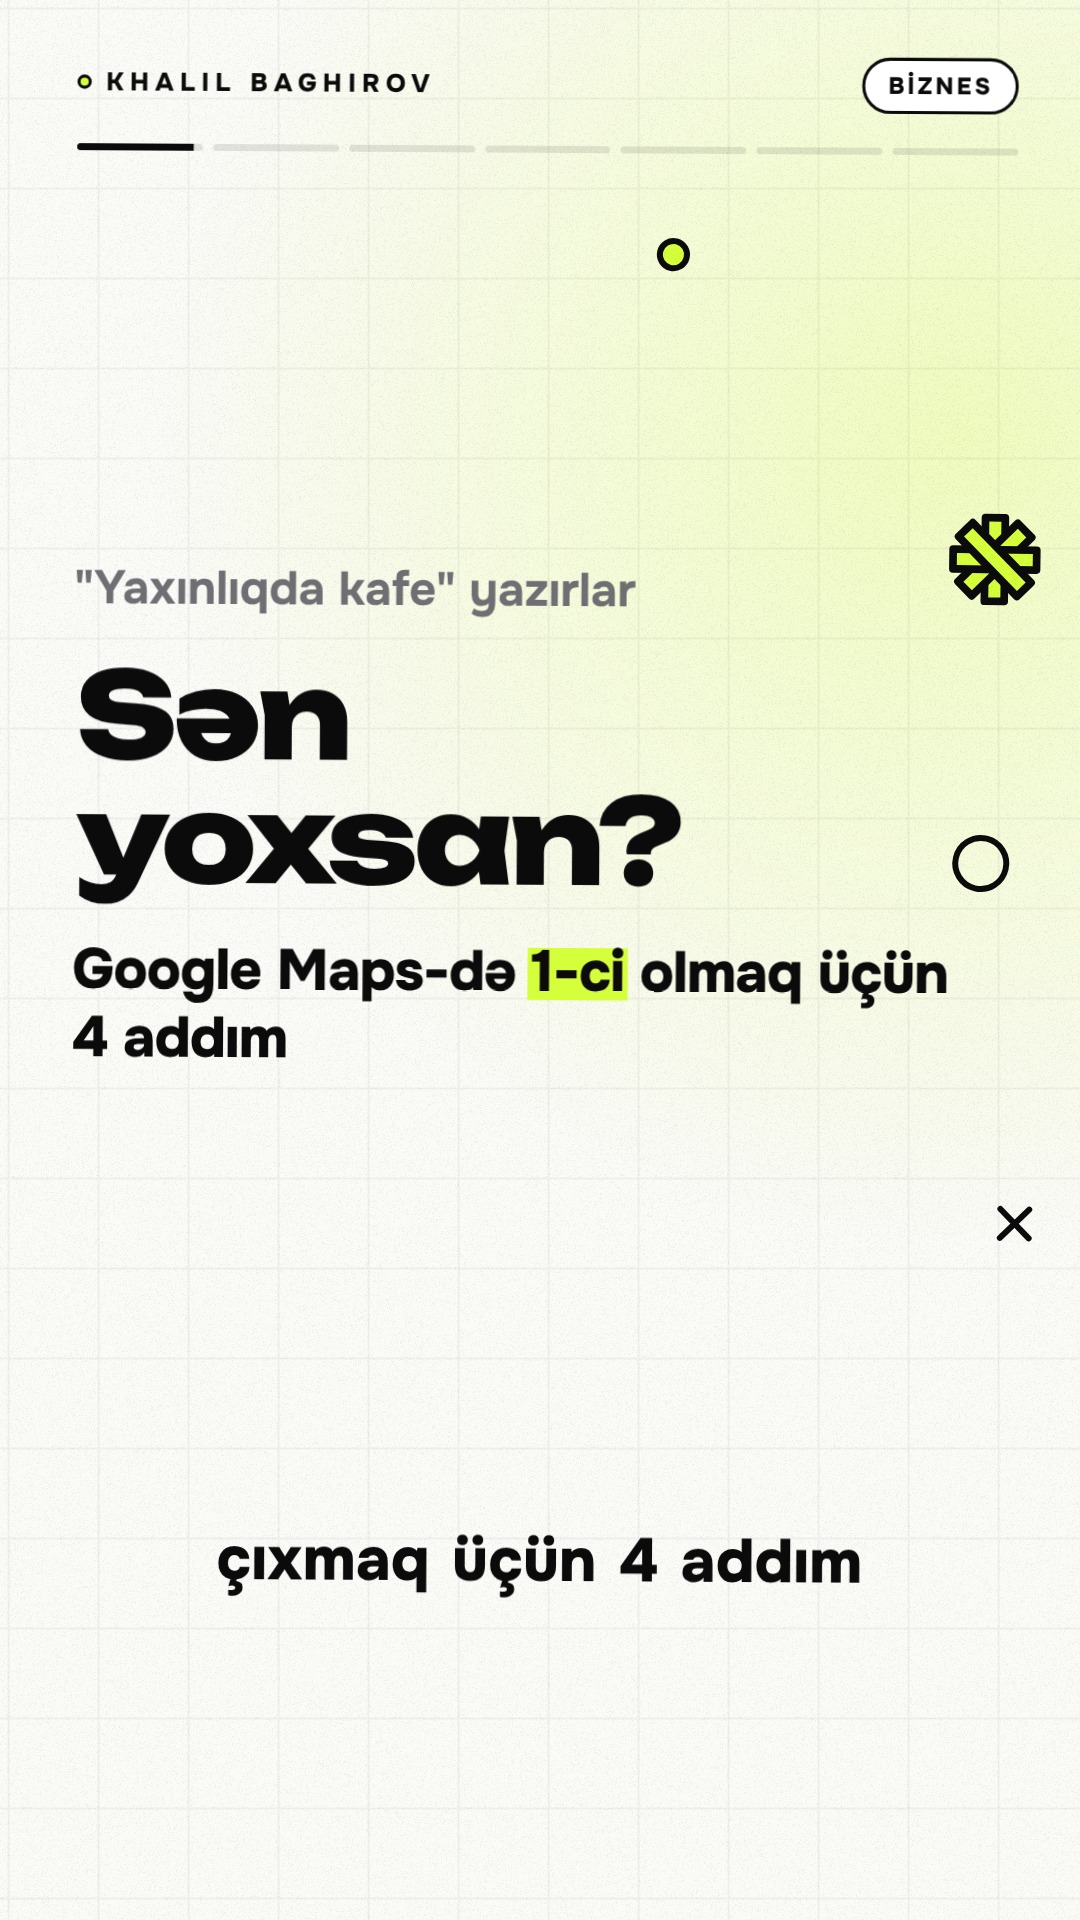 KHALIL BAGHIROV
BİZNES
"Yaxınlıqda kafe" yazırlar
Sən
yoxsan?
Google Maps-də 1-ci olmaq üçün
4 addım
çıxmaq üçün 4 addım